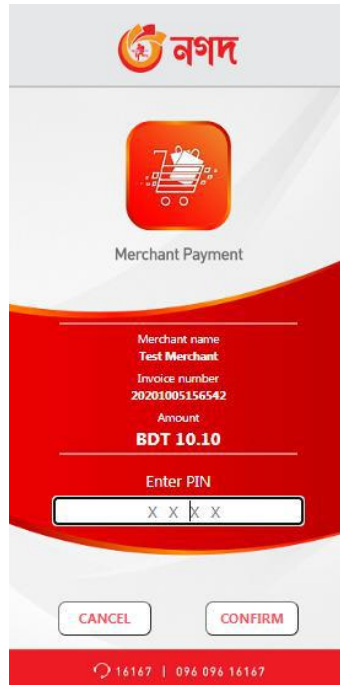 নগদ
Merchant Payment
Merchant name
Test Merchant
Invoice number
20201005156542
Amount
BDT 10.10
Enter PIN
X X X X
CANCEL CONFIRM
16167 | 096 096 16167